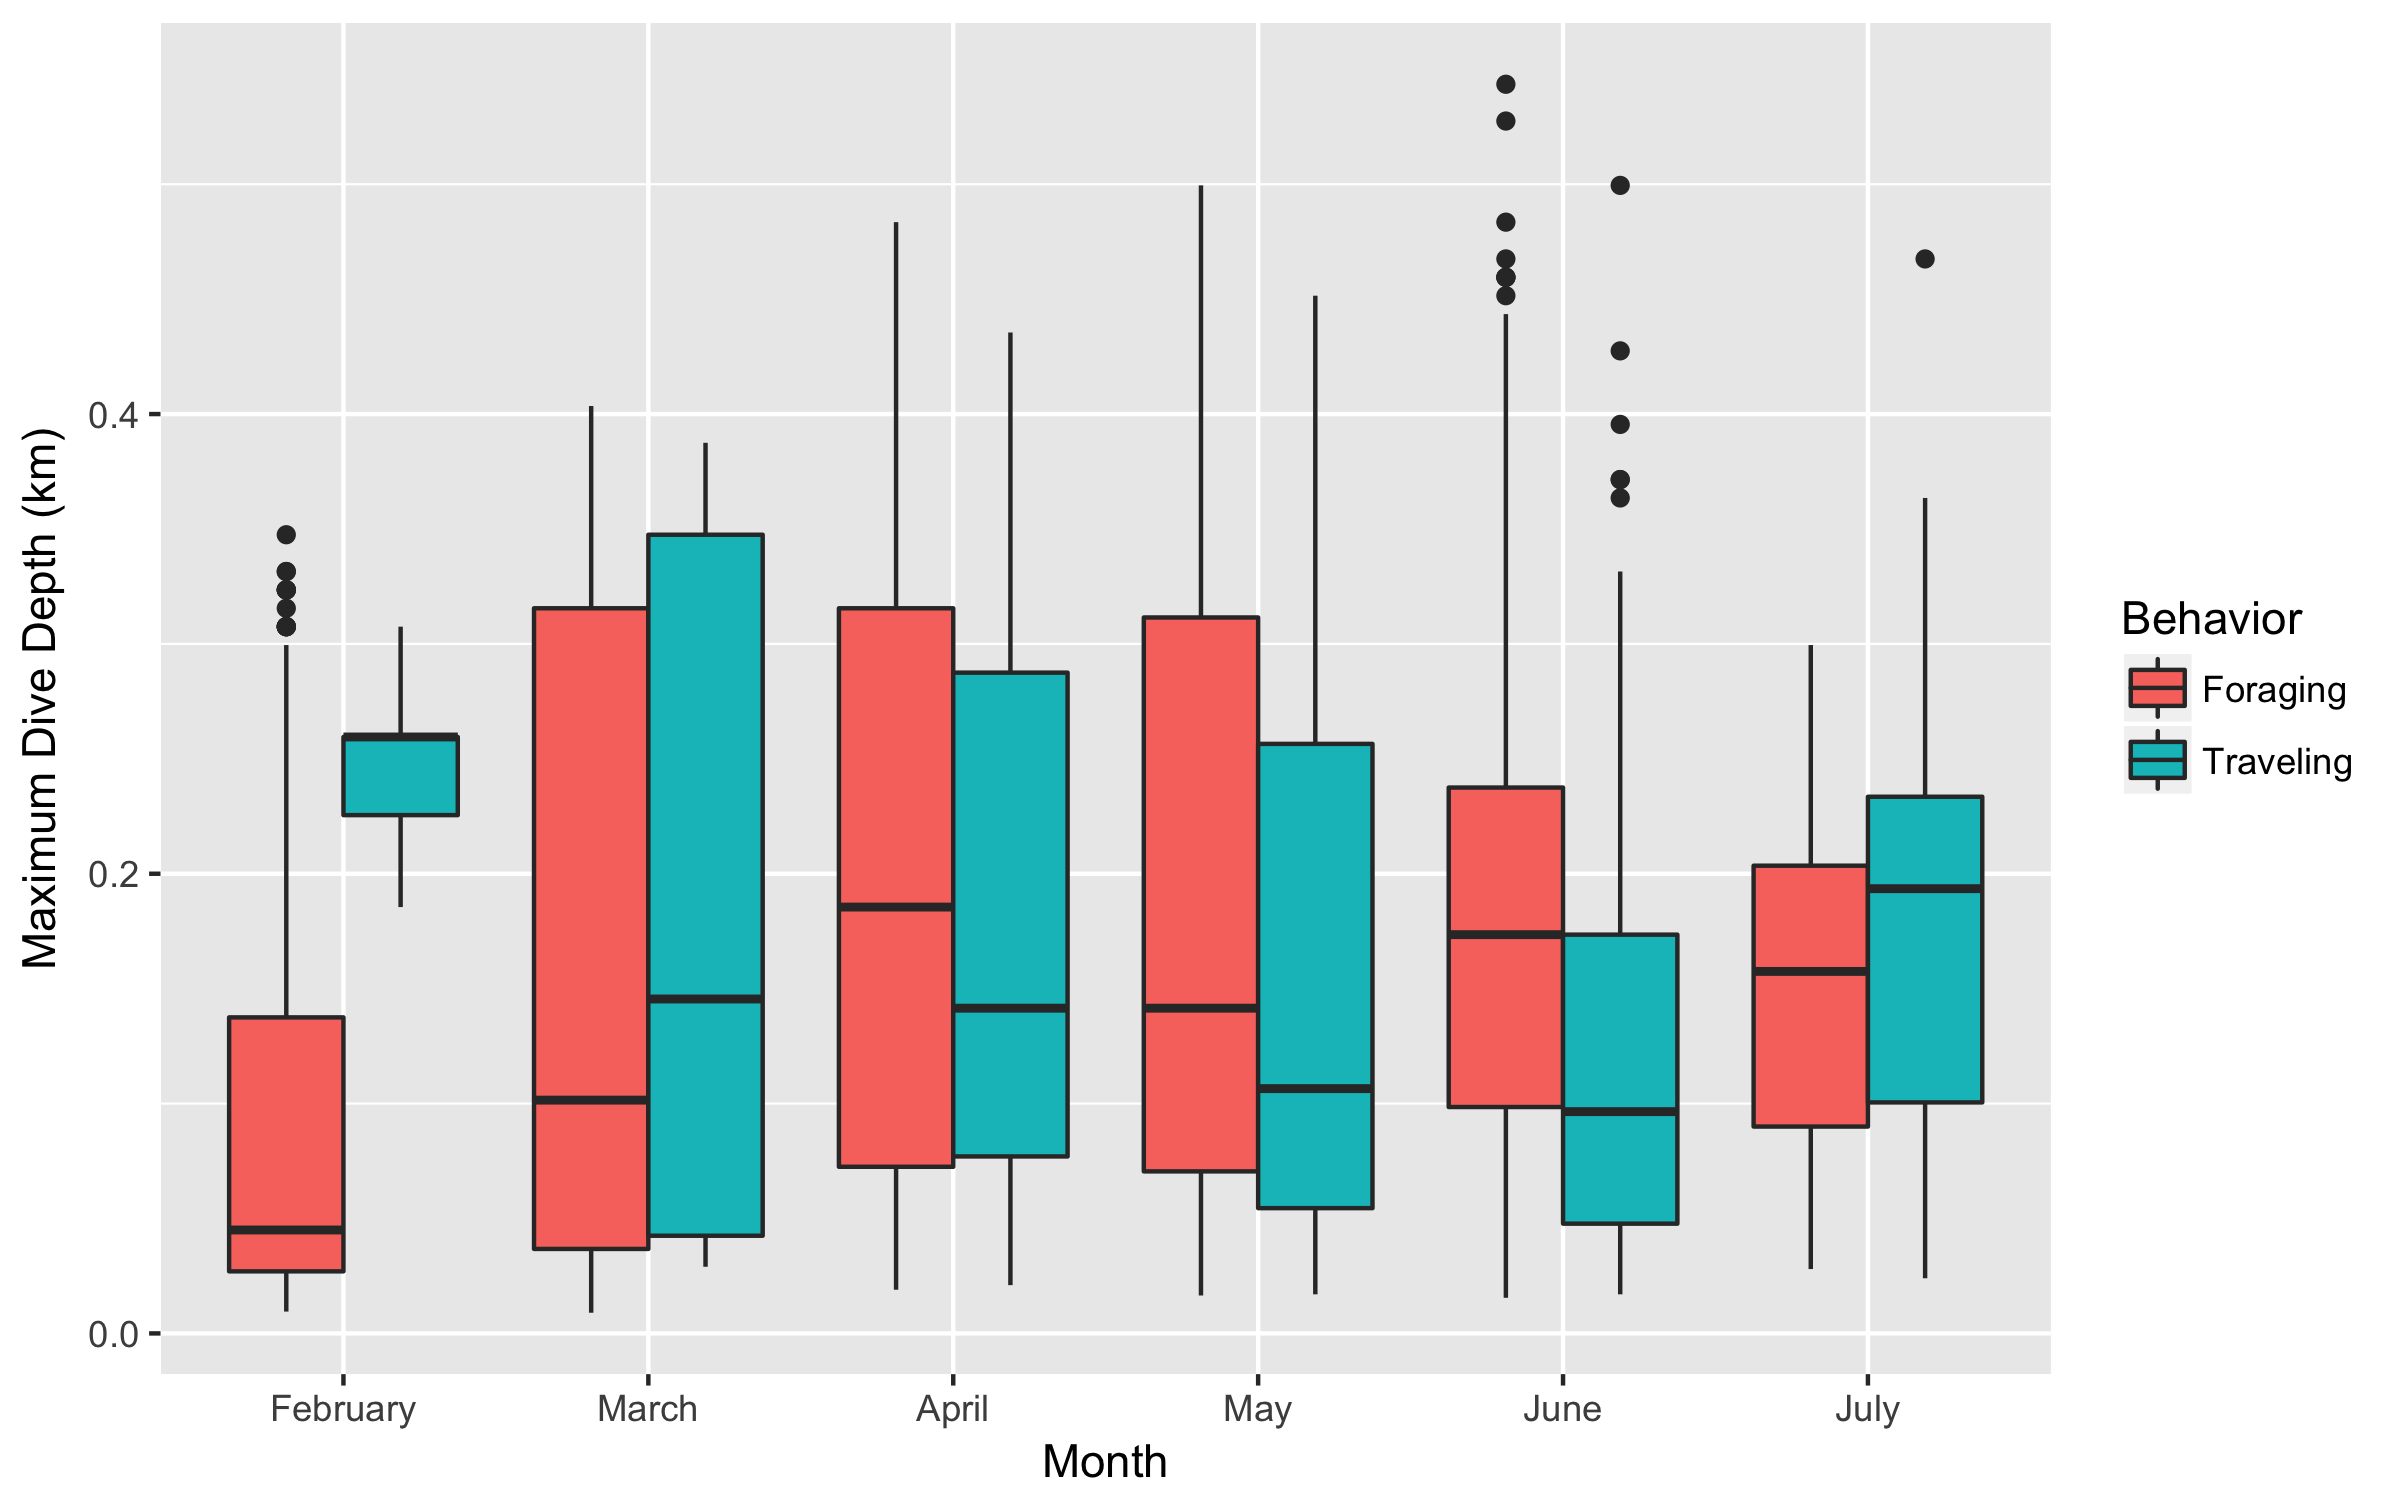 Maximum Dive Depth (km)
0.4
0.2
0.0
February March April May June July
Month
Behavior
Foraging
Traveling